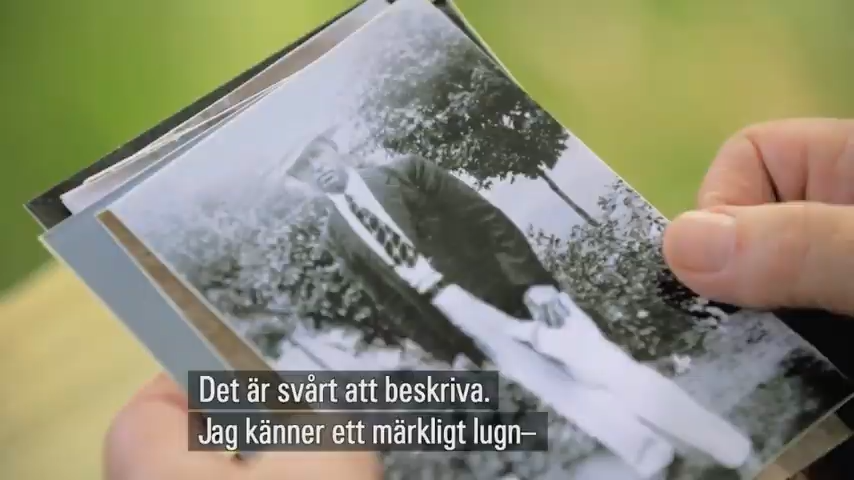 Det är svårt att beskriva.
Jag känner ett märkligt lugn–